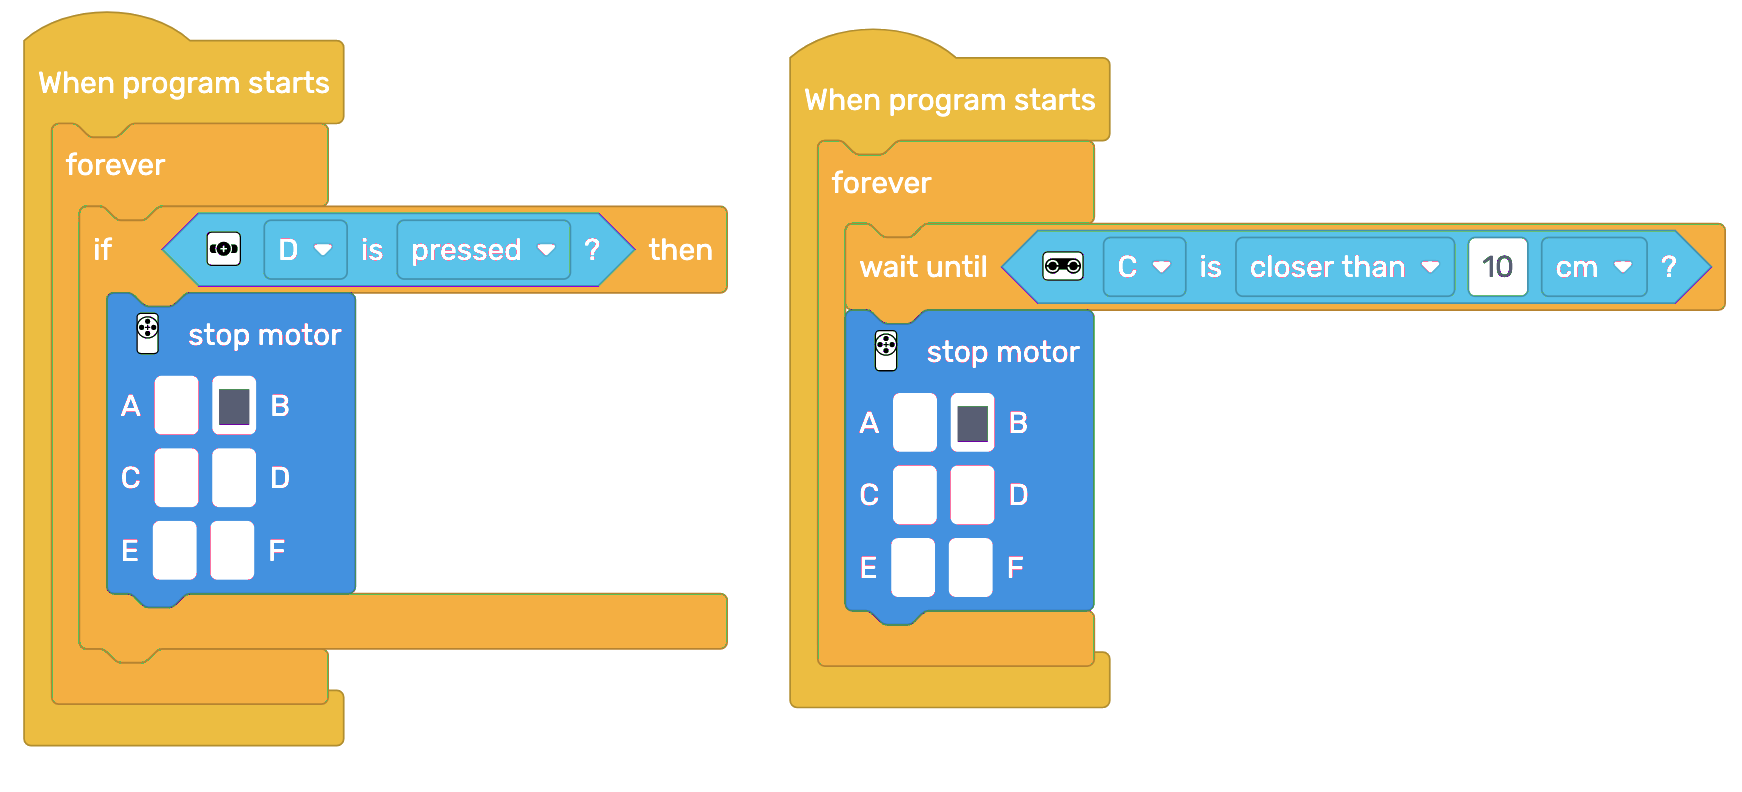 When program starts
forever
if D is pressed ? then
stop motor
A B
C D
E F
When program starts
forever
wait until C is closer than 10 cm ?
stop motor
A B
C D
E F